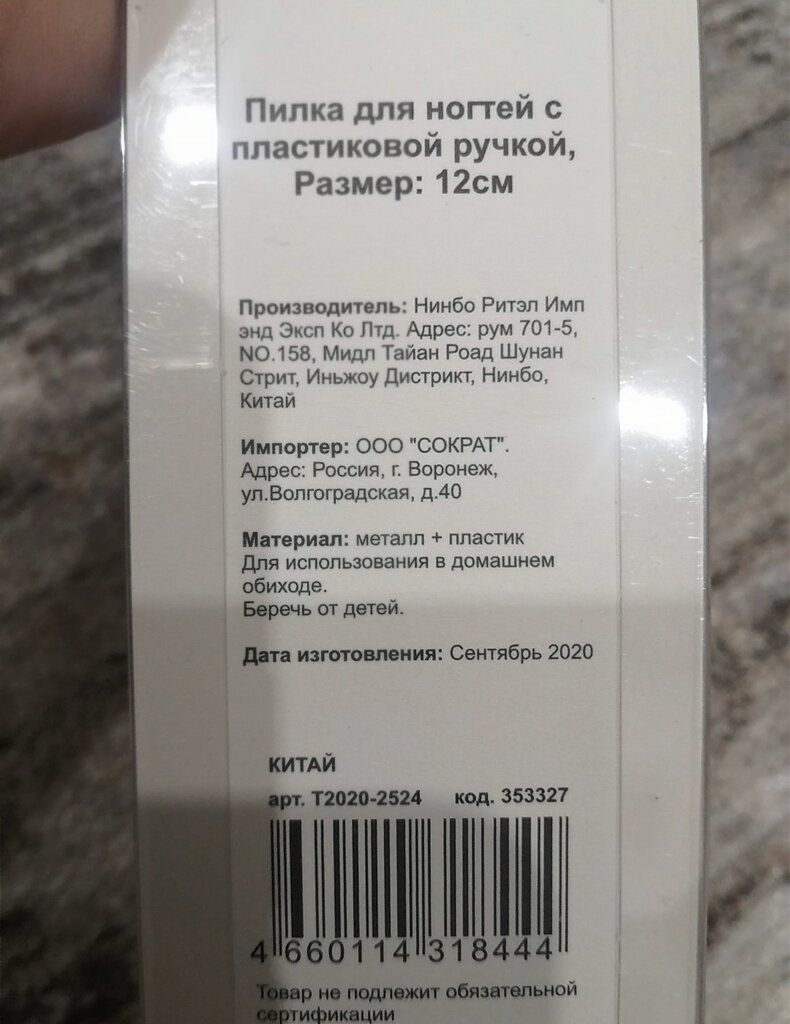 Пилка для ногтей с
пластиковой ручкой,
Размер: 12см
Производитель: Нинбо Ритэл Имп
энд Эксп Ко Лтд. Адрес: рум 701-5,
NO.158, Мидл Тайан Роад Шунан
Стрит, Иньжоу Дистрикт, Нинбо,
Китай
Импортер: ООО "СОКРАТ".
Адрес: Россия, г. Воронеж,
ул.Волгоградская, д.40
Материал: металл + пластик
Для использования в домашнем
обиходе.
Беречь от детей.
Дата изготовления: Сентябрь 2020
КИТАЙ
арт. Т2020-2524 код. 353327
4 660114 318444
Товар не подлежит обязательной
сертификации